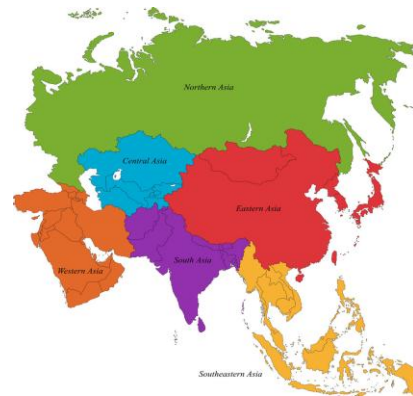 Northern Asia
Central Asia
Eastern Asia
South Asia
Western Asia
Southeastern Asia